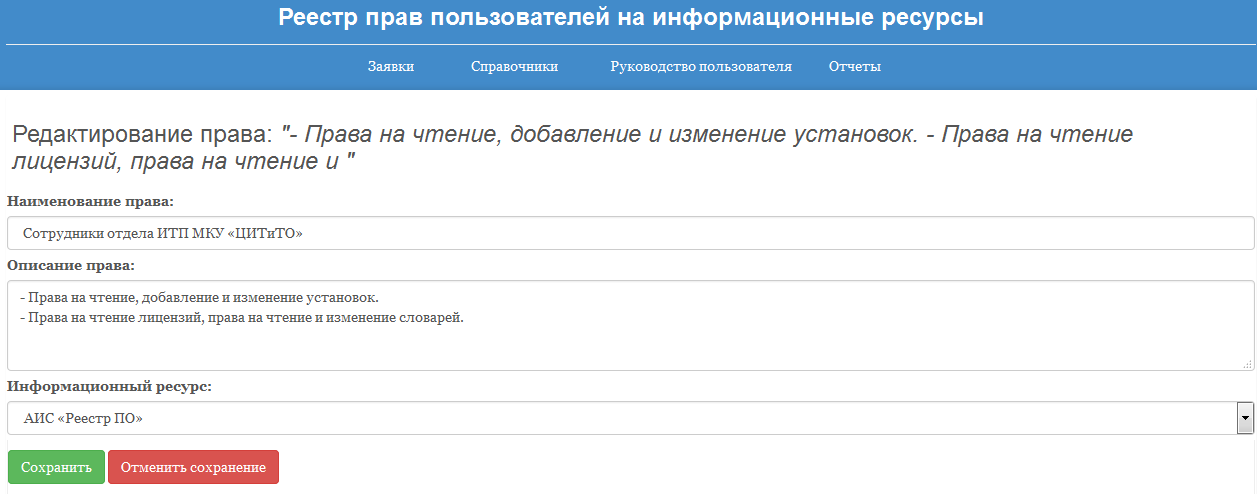 Реестр прав пользователей на информационные ресурсы
Заявки Справочники Руководство пользователя Отчеты
Редактирование права: "- Права на чтение, добавление и изменение установок. - Права на чтение
лицензий, права на чтение и "
Наименование права:
Сотрудники отдела ИТП МКУ «ЦИТиТО»
Описание права:
- Права на чтение, добавление и изменение установок.
- Права на чтение лицензий, права на чтение и изменение словарей.
Информационный ресурс:
АИС «Реестр ПО»
Сохранить Отменить сохранение